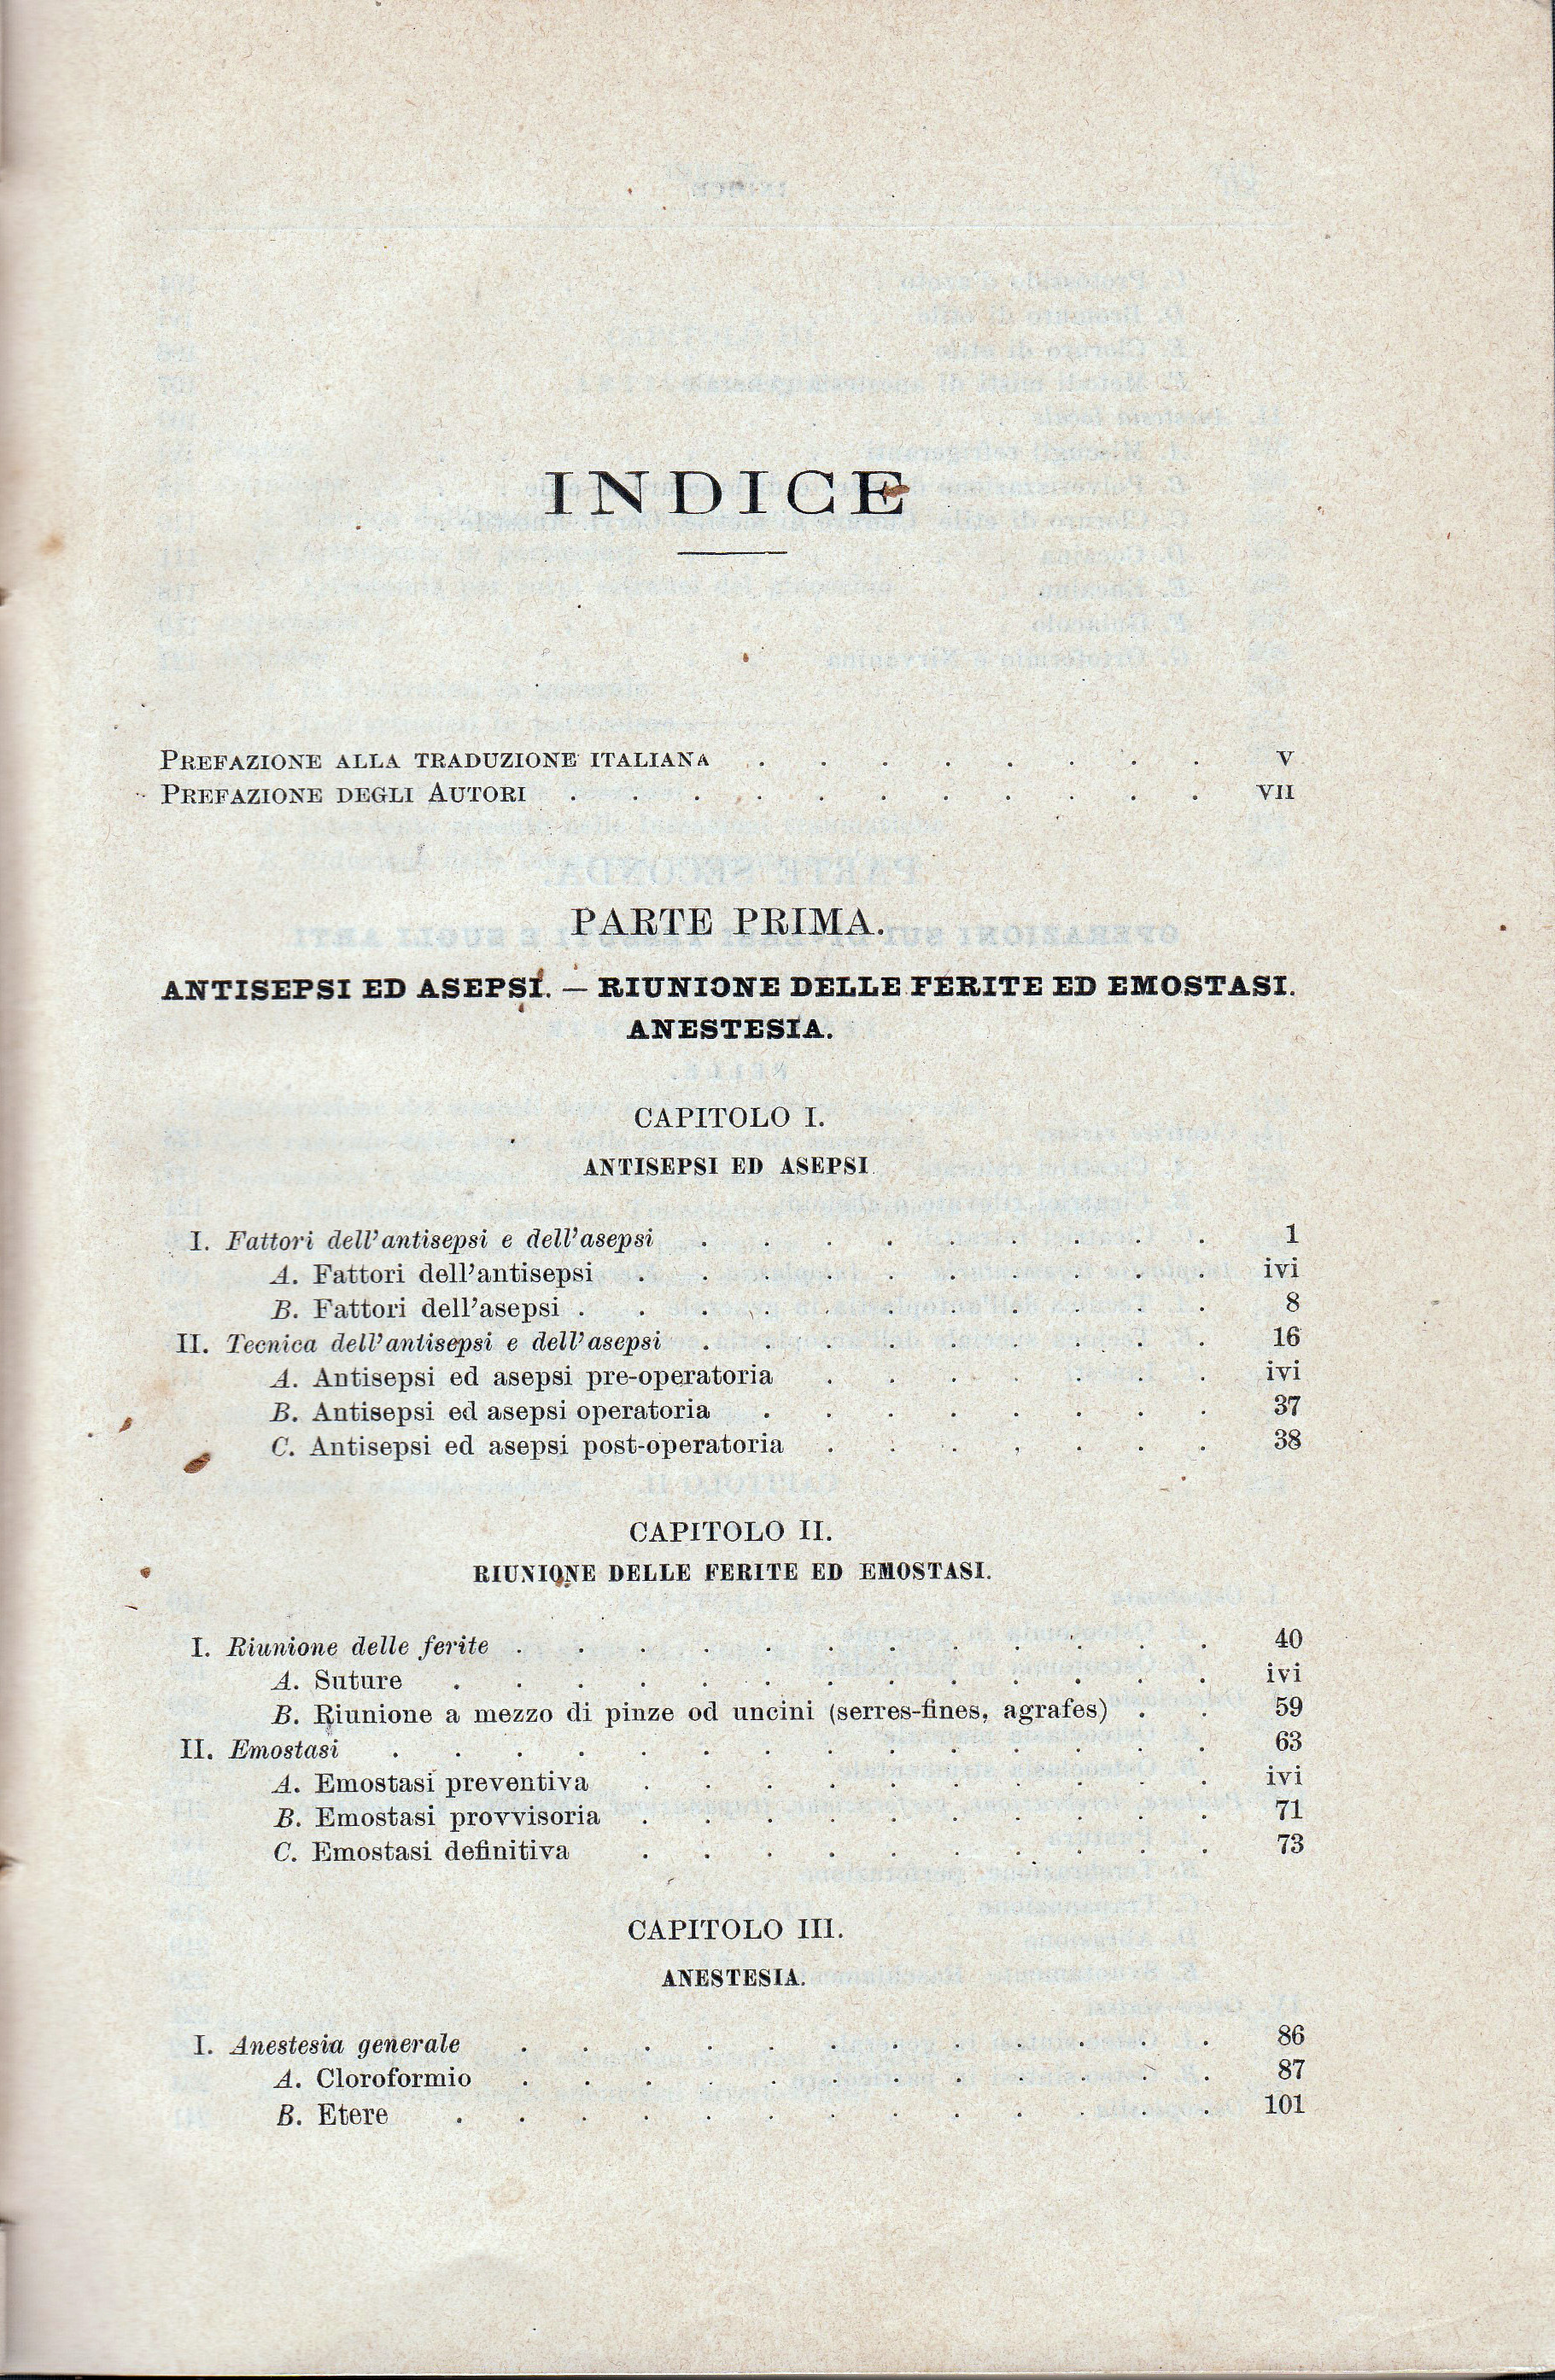 INDICE
PREFAZIONE ALLA TRADUZIONE ITALIANA . . . . . . . . V
PREFAZIONE DEGLI AUTORI . . . . . . . . . . . VII
PARTE PRIMA.
ANTISEPSI ED ASEPSI. — RIUNIONE DELLE FERITE ED EMOSTASI.
ANESTESIA.
CAPITOLO I.
ANTISEPSI ED ASEPSI.
I. Fattori dell'antisepsi e dell'asepsi . . . . . . . . . 1
A. Fattori dell'antisepsi . . . . . . . . . . ivi
B. Fattori dell'asepsi . . . . . . . . . . . 8
II. Tecnica dell'antisepsi e dell'asepsi . . . . . . . . . 16
A. Antisepsi ed asepsi pre-operatoria . . . . . . . ivi
B. Antisepsi ed asepsi operatoria . . . . . . . . 37
C. Antisepsi ed asepsi post-operatoria . . . . . . . 38
CAPITOLO II.
RIUNIONE DELLE FERITE ED EMOSTASI.
I. Riunione delle ferite . . . . . . . . . . . . 40
A. Suture . . . . . . . . . . . . . ivi
B. Riunione a mezzo di pinze od uncini (serres-fines, agrafes) . . 59
II. Emostasi . . . . . . . . . . . . . . 63
A. Emostasi preventiva . . . . . . . . . . ivi
B. Emostasi provvisoria . . . . . . . . . . 71
C. Emostasi definitiva . . . . . . . . . . 73
CAPITOLO III.
ANESTESIA.
I. Anestesia generale . . . . . . . . . . . . 86
A. Cloroformio . . . . . . . . . . . . 87
B. Etere . . . . . . . . . . . . . 101